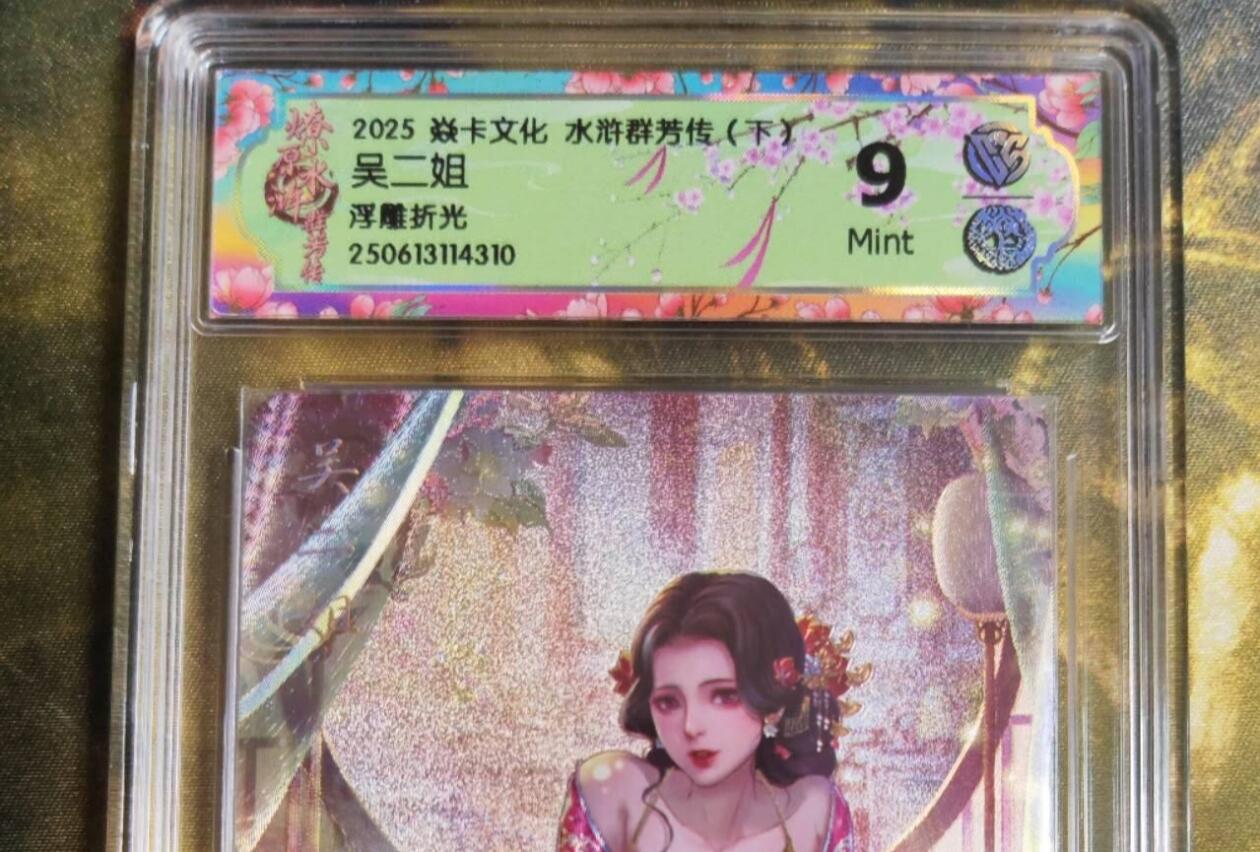 2025 焱卡文化 水浒群芳传（下）
吴二姐
浮雕折光
250613114310
9
Mint
吴